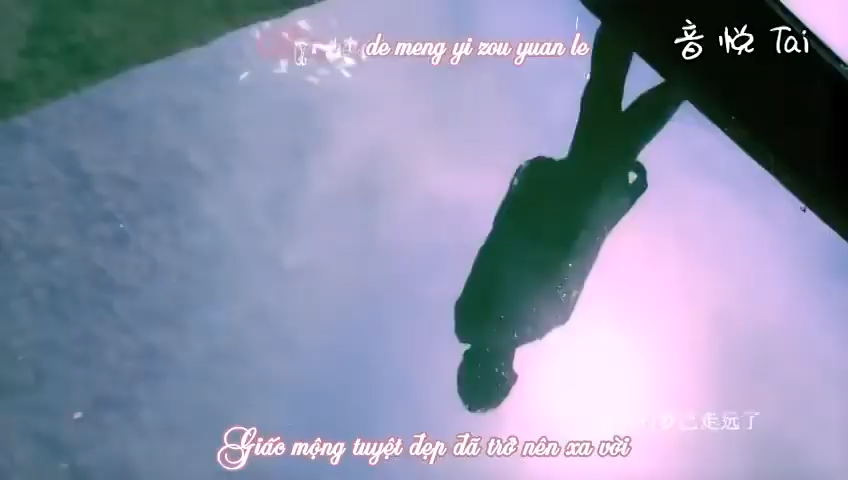 de meng yi zou yuan le
音悦 Tai
已走远了
Giấc mộng tuyệt đẹp đã trở nên xa vời